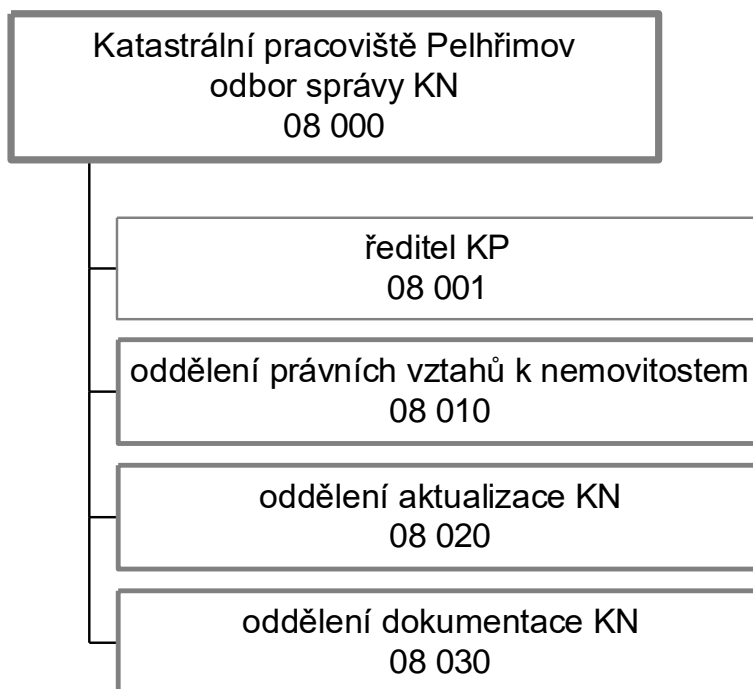 Katastrální pracoviště Pelhřimov
odbor správy KN
08 000
ředitel KP
08 001
oddělení právních vztahů k nemovitostem
08 010
oddělení aktualizace KN
08 020
oddělení dokumentace KN
08 030